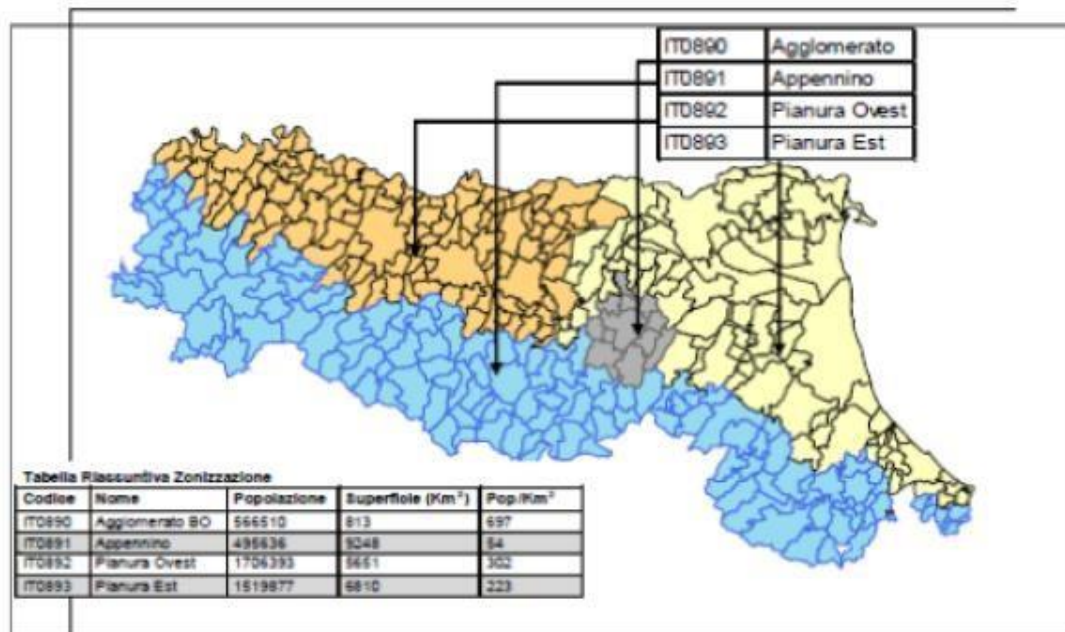 IT0890 Agglomerato
IT0891 Appennino
IT0892 Pianura Ovest
IT0893 Pianura Est
Tabella Riassuntiva Zonizzazione
Codice Nome Popolazione Superficie (Km²) Pop/Km²
IT0890 Agglomerato BO 566510 813 697
IT0891 Appennino 495636 9248 54
IT0892 Pianura Ovest 1706393 5651 302
IT0893 Pianura Est 1519877 6810 223